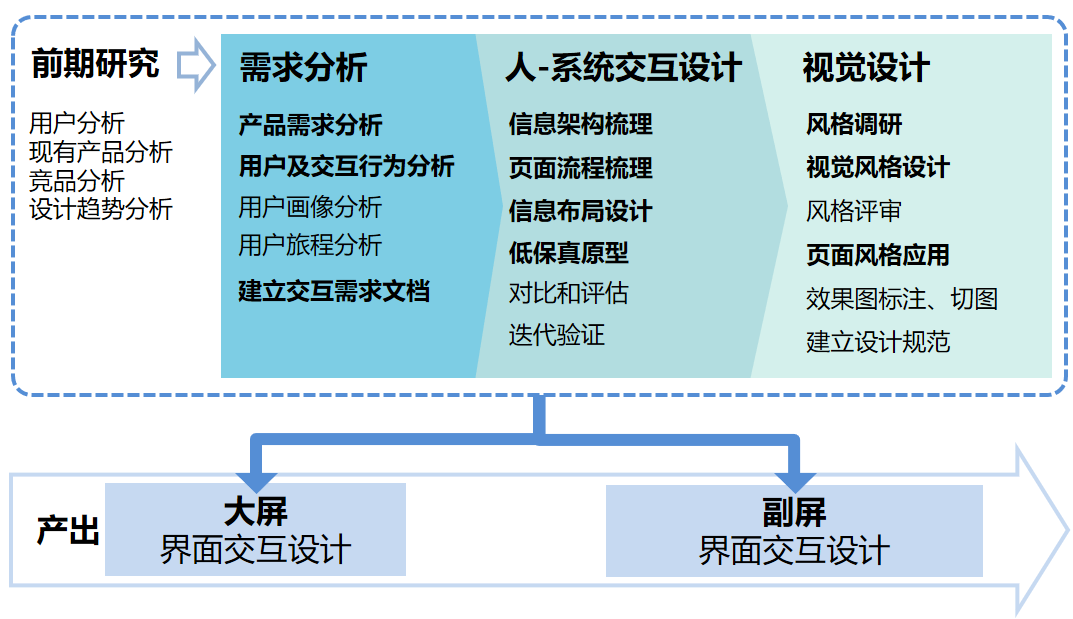 前期研究
用户分析
现有产品分析
竞品分析
设计趋势分析
需求分析
产品需求分析
用户及交互行为分析
用户画像分析
用户旅程分析
建立交互需求文档
人-系统交互设计
信息架构梳理
页面流程梳理
信息布局设计
低保真原型
对比和评估
迭代验证
视觉设计
风格调研
视觉风格设计
风格评审
页面风格应用
效果图标注、切图
建立设计规范
产出
大屏
界面交互设计
副屏
界面交互设计